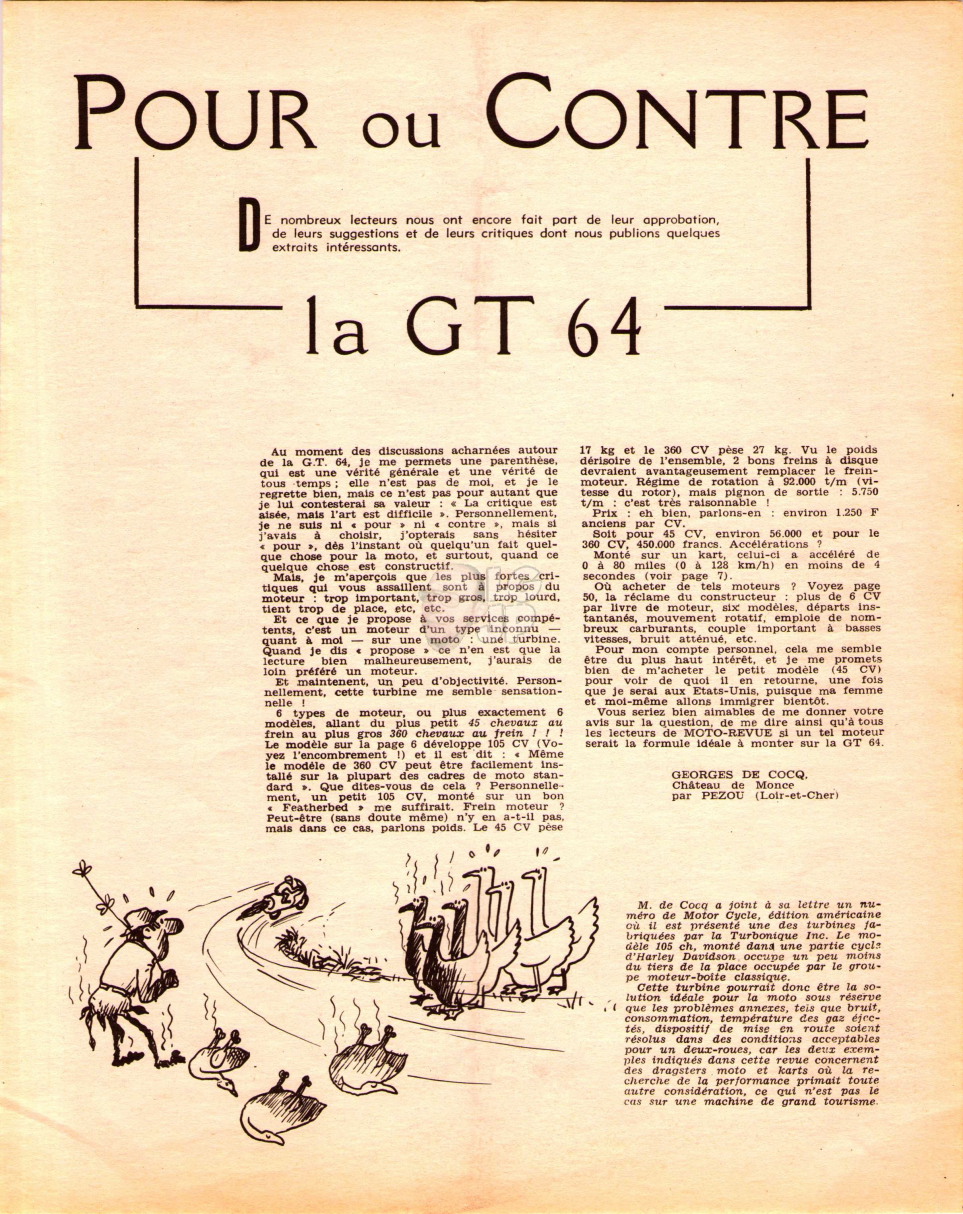 POUR OU CONTRE
DE nombreux lecteurs nous ont encore fait part de leur approbation,
de leurs suggestions et de leurs critiques dont nous publions quelques
extraits intéressants.
la GT 64
Au moment des discussions acharnées autour
de la G.T. 64, je me permets une parenthèse,
qui est une vérité générale et une vérité de
tous temps ; elle n'est pas de moi, et je le
regrette bien, mais ce n'est pas pour autant que
je lui contesterai sa valeur : « La critique est
aisée, mais l'art est difficile ». Personnellement,
je ne suis ni « pour » ni « contre », mais si
j'avais à choisir, j'opterais sans hésiter
« pour », dès l'instant où quelqu'un fait quel-
que chose pour la moto, et surtout, quand ce
quelque chose est constructif.
Mais, je m'aperçois que les plus fortes cri-
tiques qui vous assaillent sont à propos du
moteur : trop important, trop gros, trop lourd,
tient trop de place, etc, etc.
Et ce que je propose à vos services compé-
tents, c'est un moteur d'un type inconnu —
quant à moi — sur une moto : une turbine.
Quand je dis « propose » ce n'en est que la
lecture bien malheureusement, j'aurais de
loin préféré un moteur.
Et maintenent, un peu d'objectivité. Person-
nellement, cette turbine me semble sensation-
nelle !
6 types de moteur, ou plus exactement 6
modèles, allant du plus petit 45 chevaux au
frein au plus gros 360 chevaux au frein ! ! !
Le modèle sur la page 6 développe 105 CV (Vo-
yez l'encombrement !) et il est dit : « Même
le modèle de 360 CV peut être facilement ins-
tallé sur la plupart des cadres de moto stan-
dard ». Que dites-vous de cela ? Personnelle-
ment, un petit 105 CV, monté sur un bon
« Featherbed » me suffirait. Frein moteur ?
Peut-être (sans doute même) n'y en a-t-il pas,
mais dans ce cas, parlons poids. Le 45 CV pèse
17 kg et le 360 CV pèse 27 kg. Vu le poids
dérisoire de l'ensemble, 2 bons freins à disque
devraient avantageusement remplacer le frein-
moteur. Régime de rotation à 92.000 t/m (vi-
tesse du rotor), mais pignon de sortie : 5.750
t/m : c'est très raisonnable !
Prix : eh bien, parlons-en : environ 1.250 F
anciens par CV.
Soit pour 45 CV, environ 56.000 et pour le
360 CV, 450.000 francs. Accélérations ?
Monté sur un kart, celui-ci a accéléré de
0 à 80 miles (0 à 128 km/h) en moins de 4
secondes (voir page 7).
Où acheter de tels moteurs ? Voyez page
50, la réclame du constructeur : plus de 6 CV
par livre de moteur, six modèles, départs ins-
tantanés, mouvement rotatif, emploie de nom-
breux carburants, couple important à basses
vitesses, bruit atténué, etc.
Pour mon compte personnel, cela me semble
être du plus haut intérêt, et je me promets
bien de m'acheter le petit modèle (45 CV)
pour voir de quoi il en retourne, une fois
que je serai aux Etats-Unis, puisque ma femme
et moi-même allons immigrer bientôt.
Vous seriez bien aimables de me donner votre
avis sur la question, de me dire ainsi qu'à tous
les lecteurs de MOTO-REVUE si un tel moteur
serait la formule idéale à monter sur la GT 64.
GEORGES DE COCQ.
Château de Monce
par PEZOU (Loir-et-Cher)
M. de Cocq a joint à sa lettre un nu-
méro de Motor Cycle, édition américaine
où il est présenté une des turbines fa-
briquées par la Turbonique Inc. Le mo-
dèle 105 ch, monté dans une partie cycle
d'Harley Davidson occupe un peu moins
du tiers de la place occupée par le grou-
pe moteur-boîte classique.
Cette turbine pourrait donc être la so-
lution idéale pour la moto sous réserve
que les problèmes annexes, tels que bruit,
consommation, température des gaz éjec-
tés, dispositif de mise en route soient
résolus dans des conditions acceptables
pour un deux-roues, car les deux exem-
ples indiqués dans cette revue concernent
des dragsters moto et karts où la re-
cherche de la performance primait toute
autre considération, ce qui n'est pas le
cas sur une machine de grand tourisme.